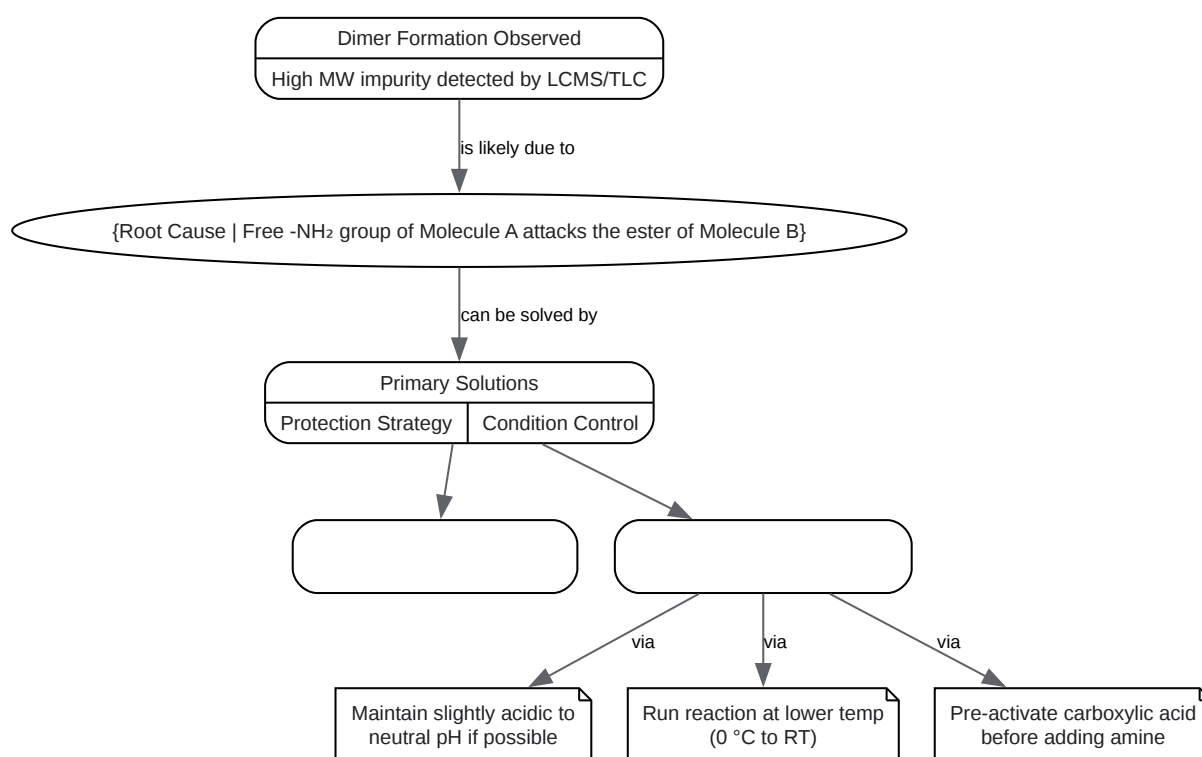 Dimer Formation Observed
High MW impurity detected by LCMS/TLC
is likely due to
{Root Cause | Free -NH₂ group of Molecule A attacks the ester of Molecule B}
can be solved by
Primary Solutions
Protection Strategy
Condition Control
via
via
via
Maintain slightly acidic to
neutral pH if possible
Run reaction at lower temp
(0 °C to RT)
Pre-activate carboxylic acid
before adding amine